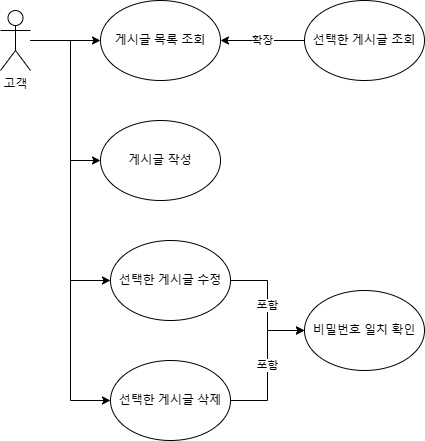 게시글 목록 조회
확장
선택한 게시글 조회
고객
게시글 작성
선택한 게시글 수정
포함
비밀번호 일치 확인
포함
선택한 게시글 삭제